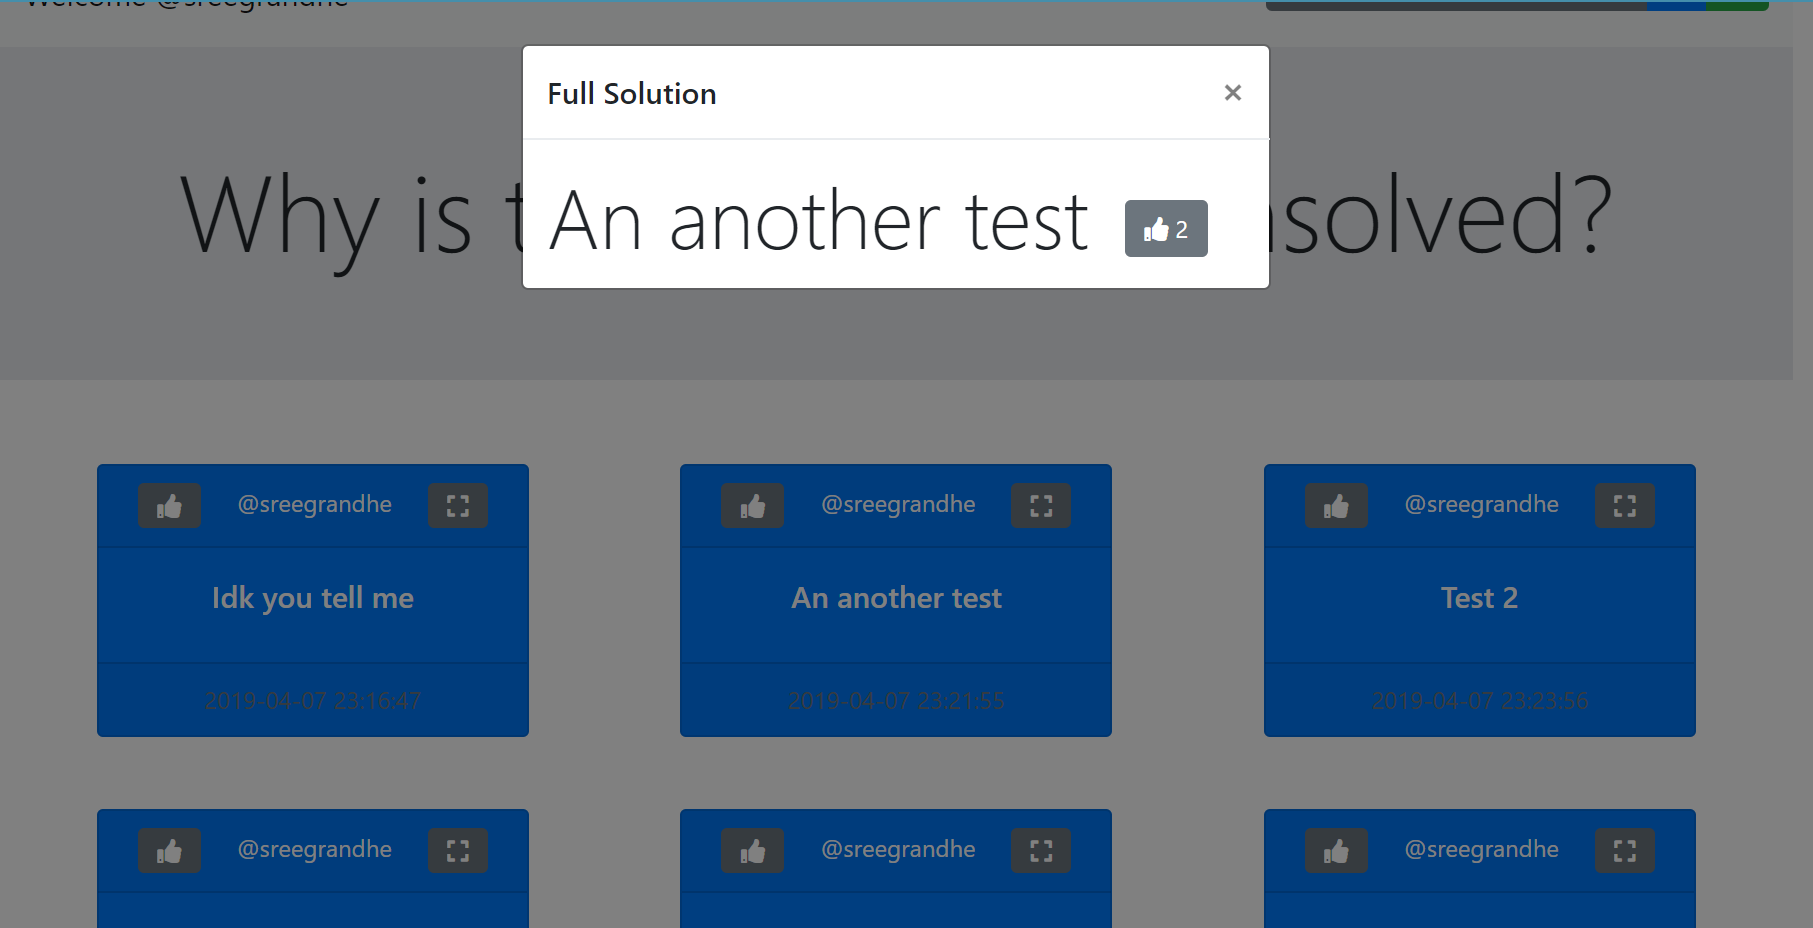 Welcome @sreegrandhe
Full Solution ×
An another test 2
Why is nsolved?
@sreegrandhe @sreegrandhe @sreegrandhe
Idk you tell me An another test Test 2
2019-04-07 23:16:47 2019-04-07 23:21:55 2019-04-07 23:23:56
@sreegrandhe @sreegrandhe @sreegrandhe